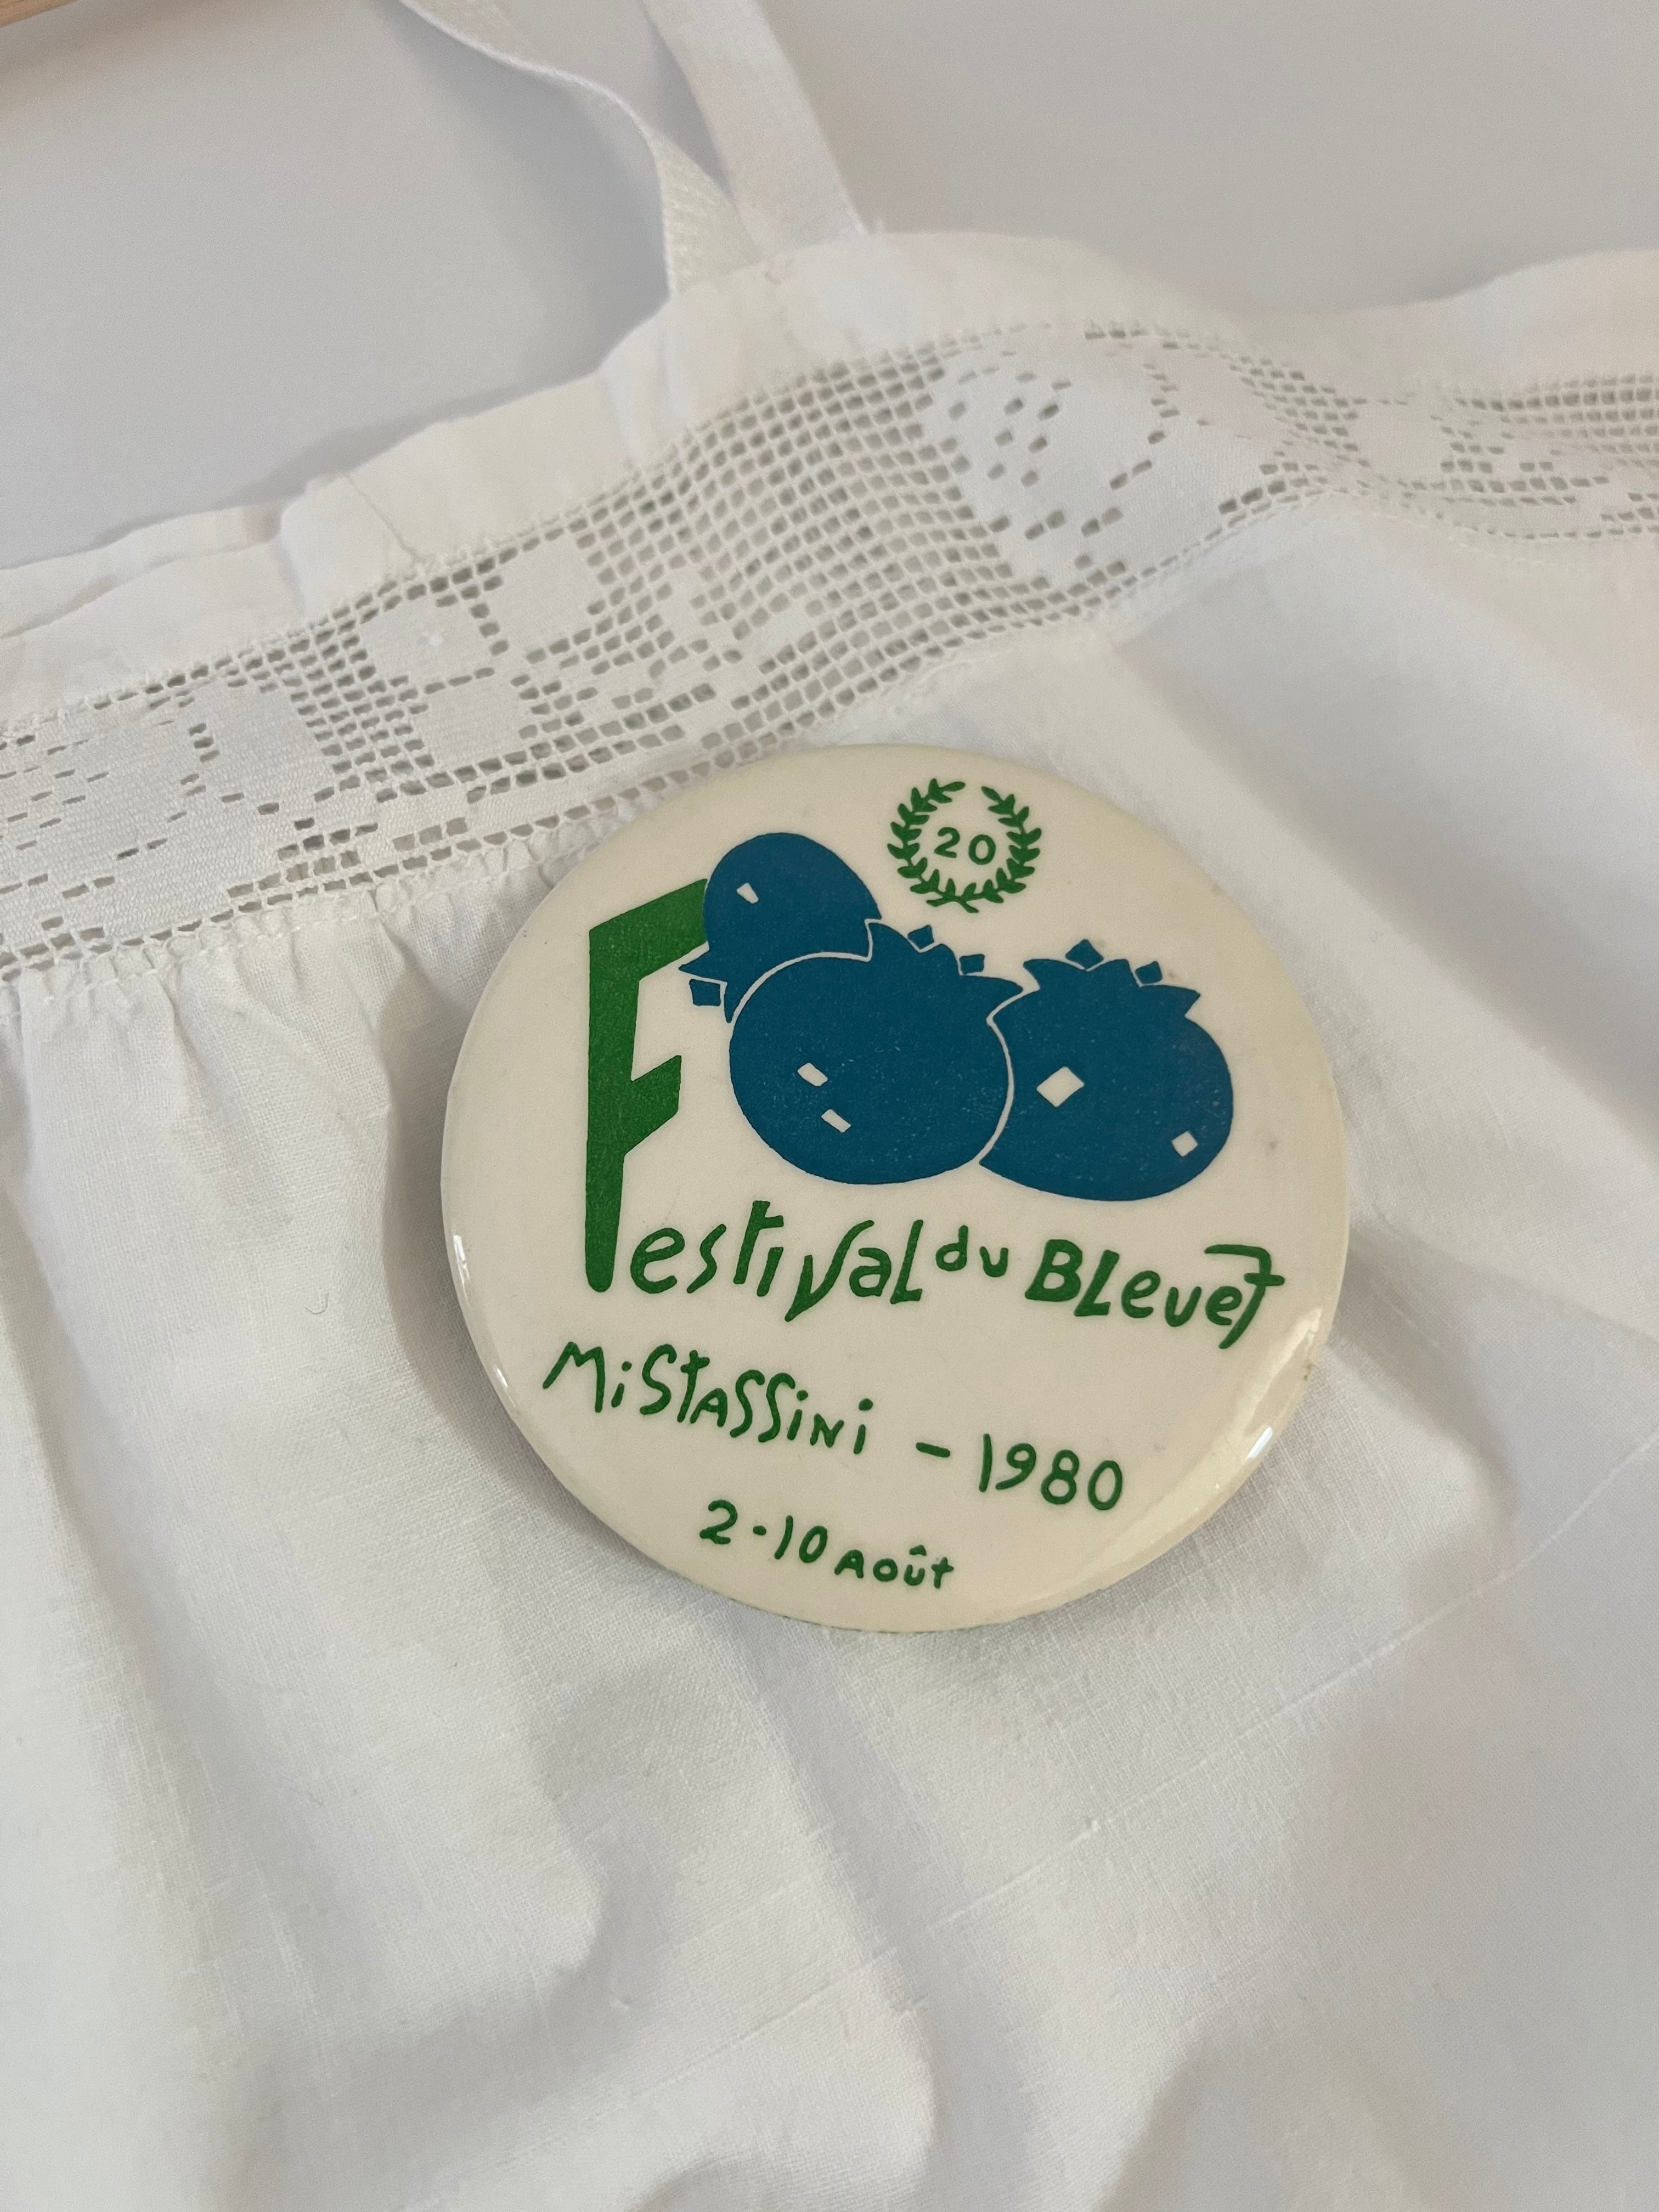 20
Festival du Bleuet
Mistassini - 1980
2-10 Août